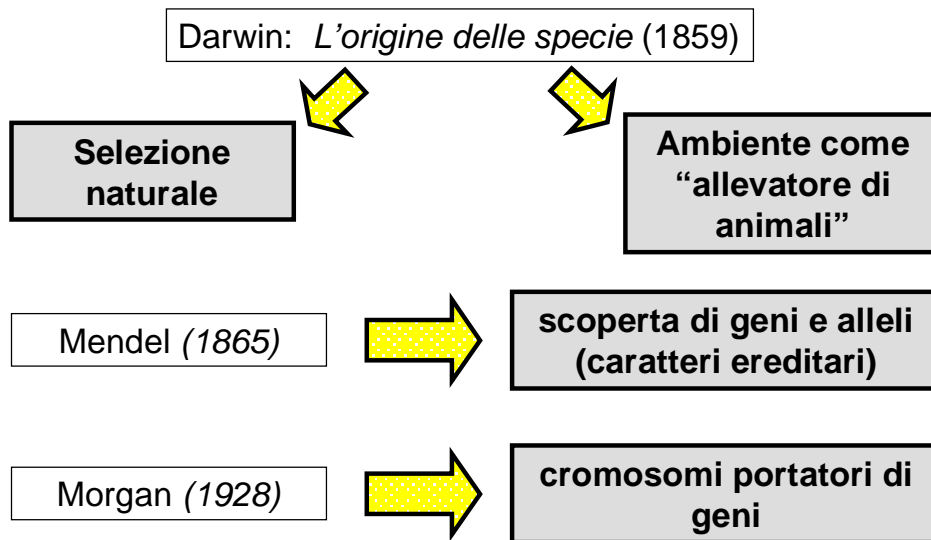 Darwin: L’origine delle specie (1859)
Selezione
naturale
Ambiente come
“allevatore di
animali”
Mendel (1865)
scoperta di geni e alleli
(caratteri ereditari)
Morgan (1928)
cromosomi portatori di
geni